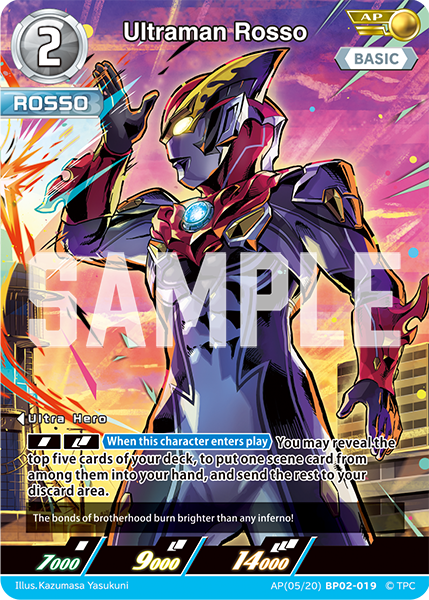 2
Ultraman Rosso
AP
BASIC
ROSSO
SAMPLE
Ultra Hero
When this character enters play You may reveal the
top five cards of your deck, to put one scene card from
among them into your hand, and send the rest to your
discard area.
The bonds of brotherhood burn brighter than any inferno!
7000 9000 14000
Illus.Kazumasa Yasukuni AP(05/20) BP02-019 © TPC